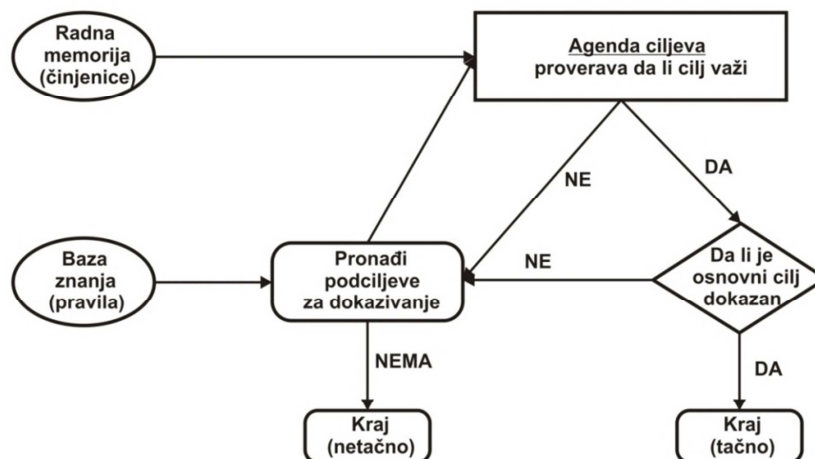 Radna
memorija
(činjenice)
Agenda ciljeva
proverava da li cilj važi
NE
DA
Baza
znanja
(pravila)
Pronađi
podciljeve
za dokazivanje
NE
Da li je
osnovni cilj
dokazan
NEMA
DA
Kraj
(netačno)
Kraj
(tačno)